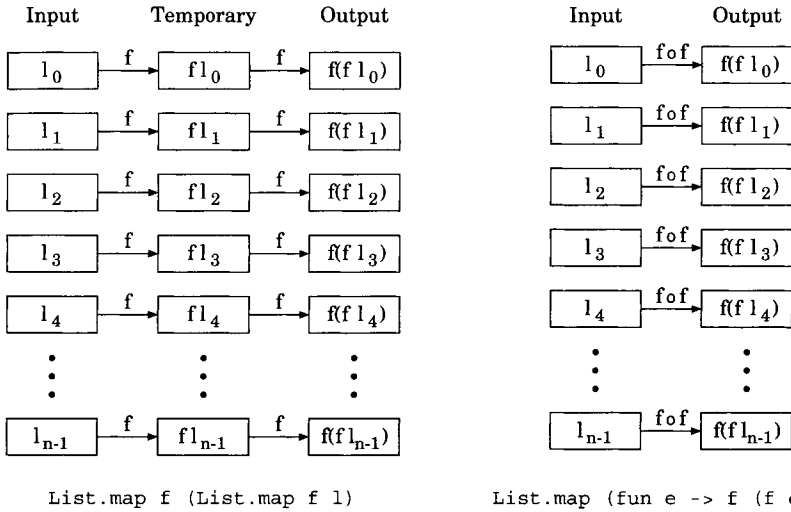 Input Temporary Output
l₀ f f l₀ f f(f l₀)
l₁ f f l₁ f f(f l₁)
l₂ f f l₂ f f(f l₂)
l₃ f f l₃ f f(f l₃)
l₄ f f l₄ f f(f l₄)
lₙ₋₁ f f lₙ₋₁ f f(f lₙ₋₁)
List.map f (List.map f l)
Input Output
l₀ f o f f(f l₀)
l₁ f o f f(f l₁)
l₂ f o f f(f l₂)
l₃ f o f f(f l₃)
l₄ f o f f(f l₄)
lₙ₋₁ f o f f(f lₙ₋₁)
List.map (fun e -> f (f